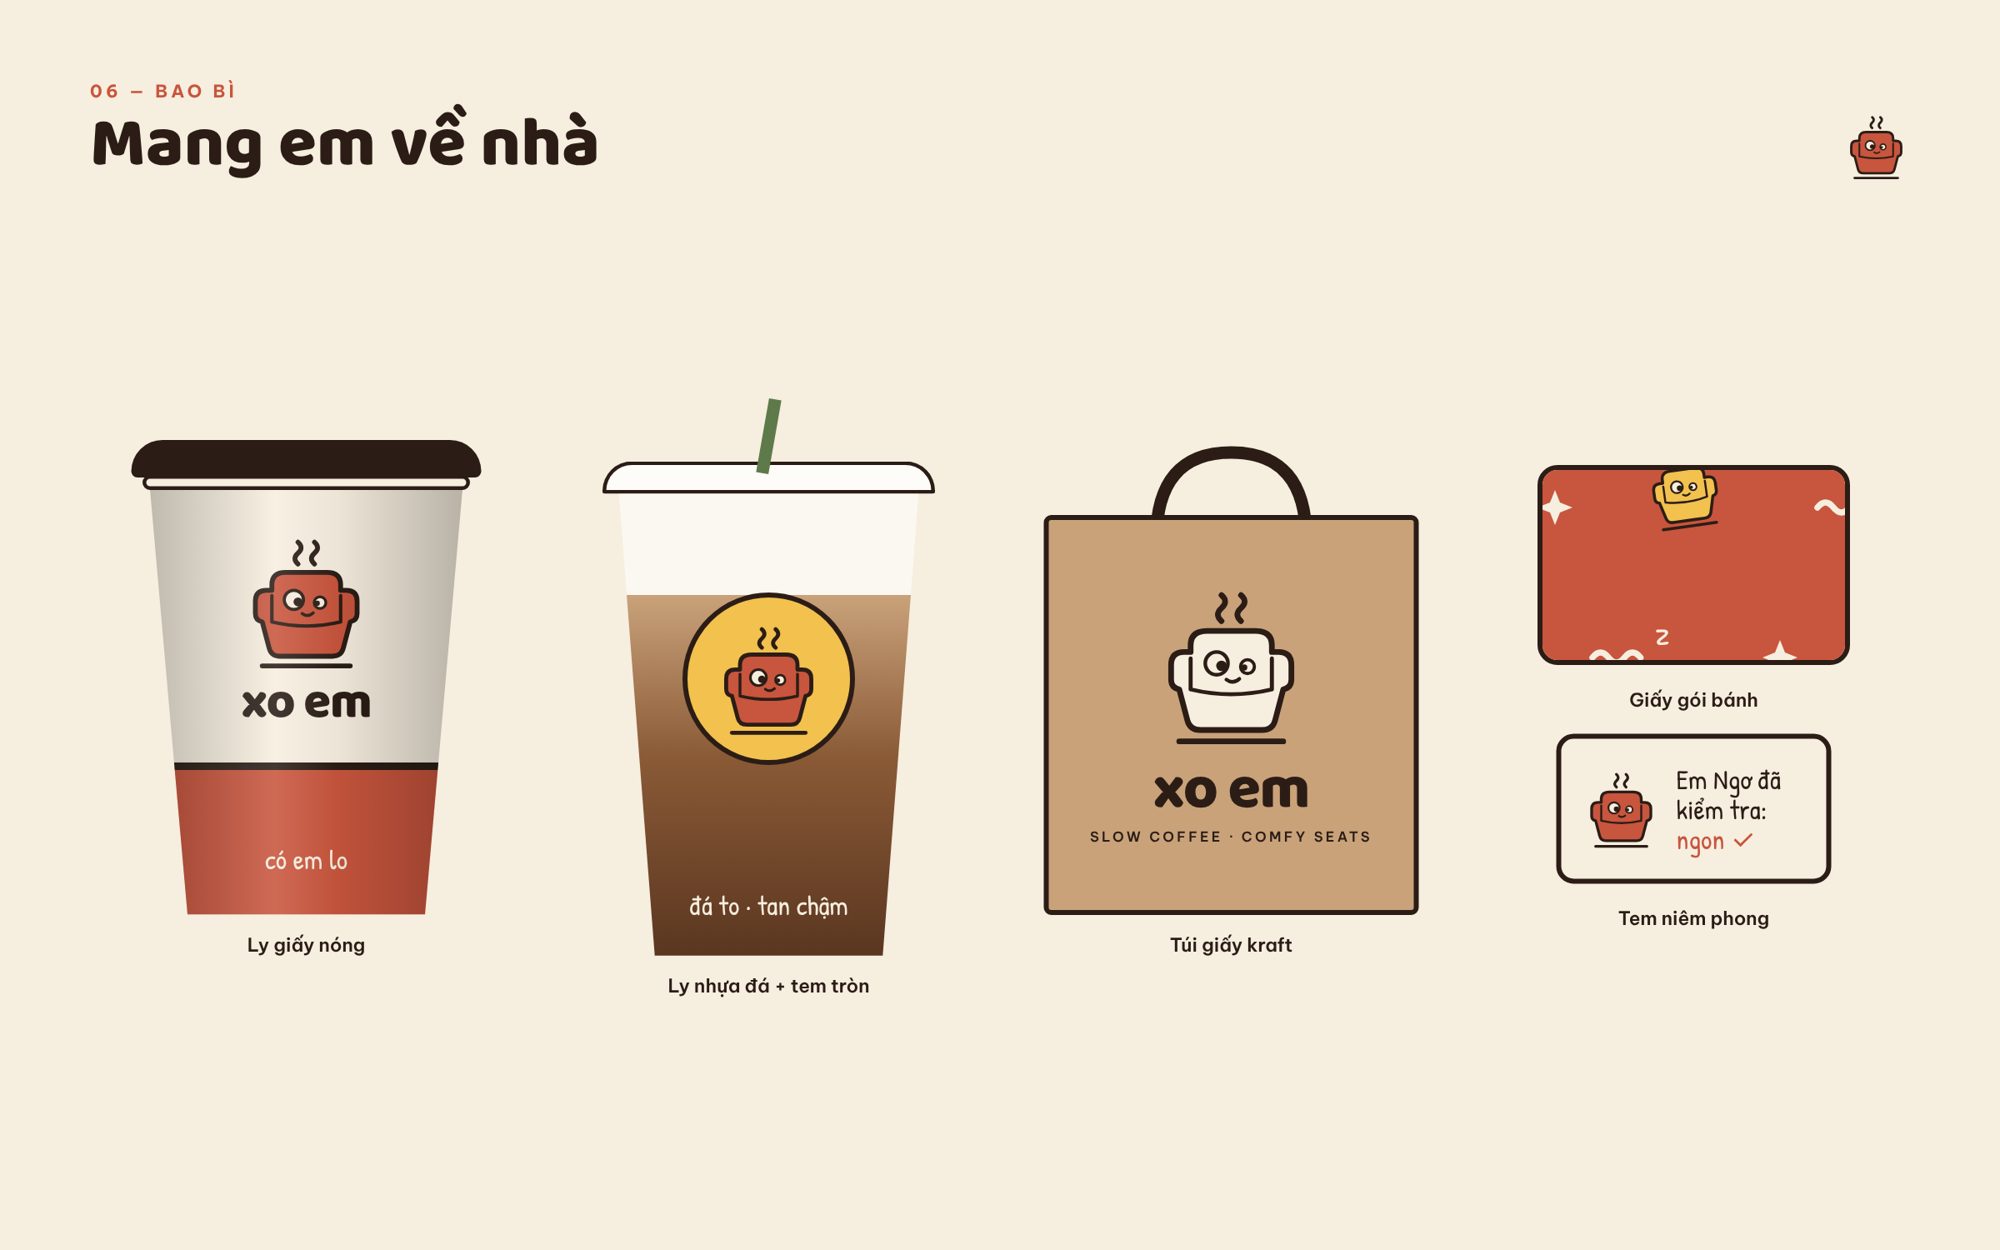 06 — BAO BÌ
Mang em về nhà
xo em
có em lo
Ly giấy nóng
đá to · tan chậm
Ly nhựa đá + tem tròn
xo em
SLOW COFFEE · COMFY SEATS
Túi giấy kraft
z
Giấy gói bánh
Em Ngơ đã
kiểm tra:
ngon ✓
Tem niêm phong